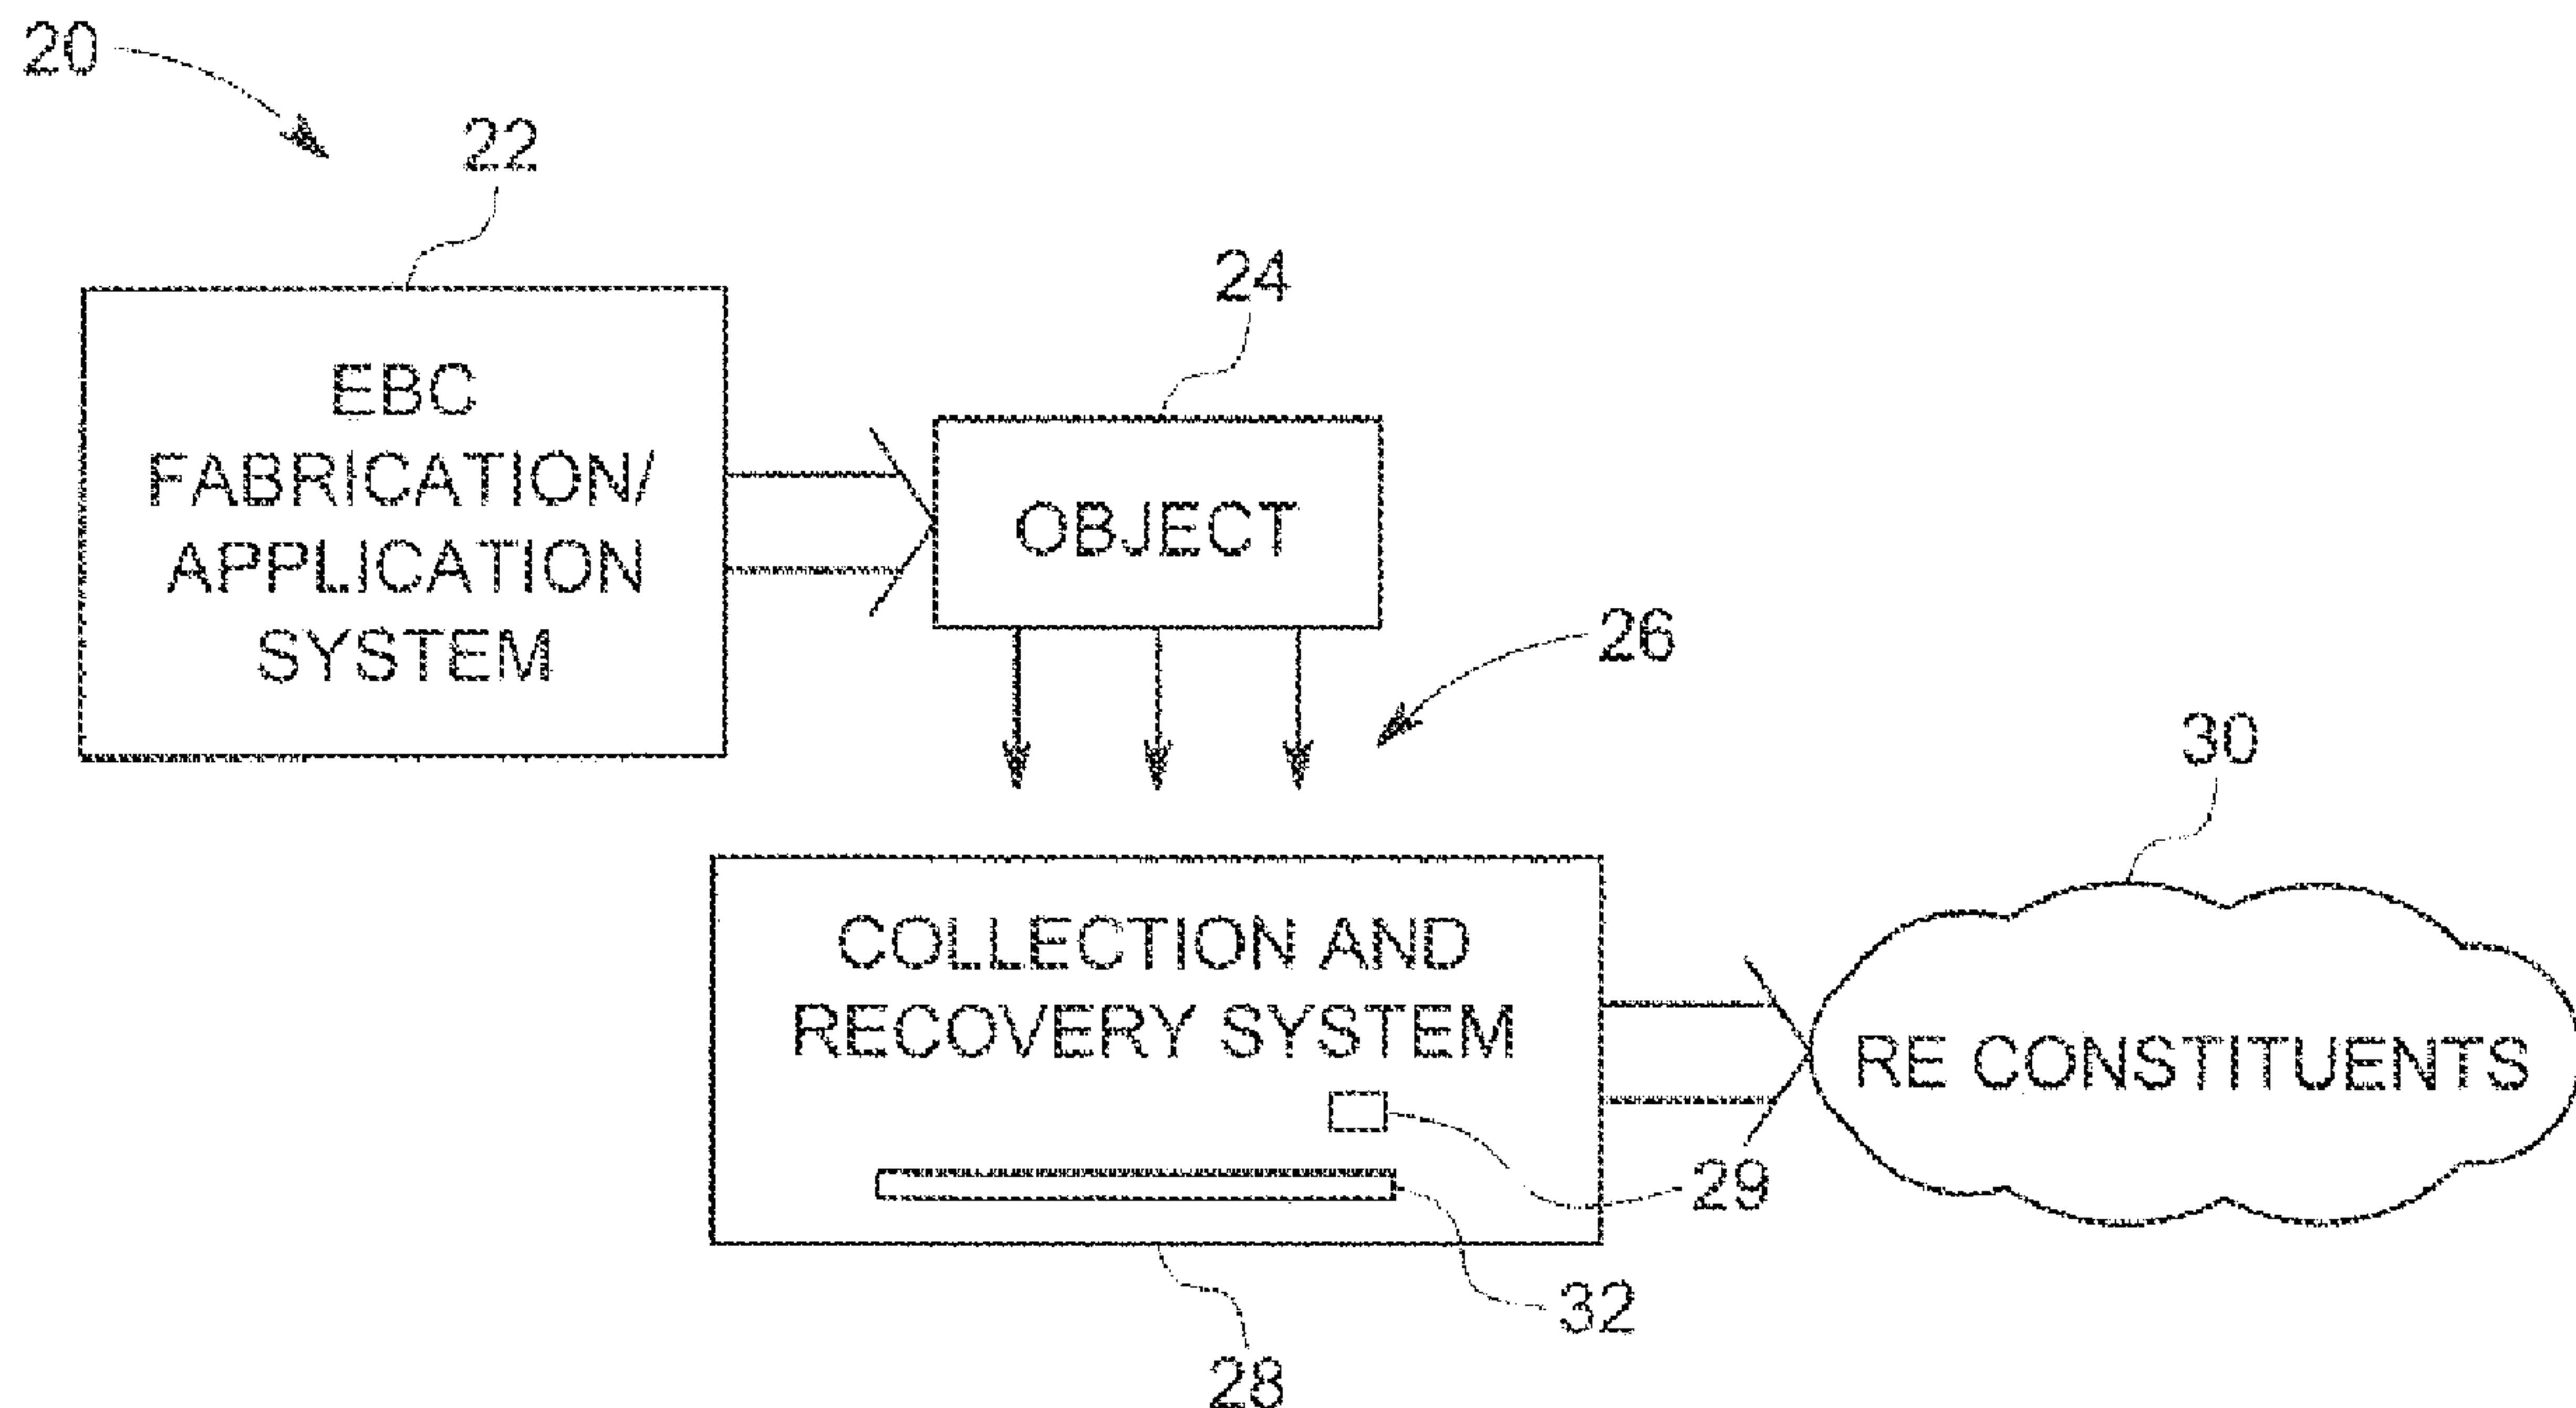 20
22
EBC
FABRICATION/
APPLICATION
SYSTEM
24
OBJECT
26
30
COLLECTION AND
RECOVERY SYSTEM
RE CONSTITUENTS
29
32
28